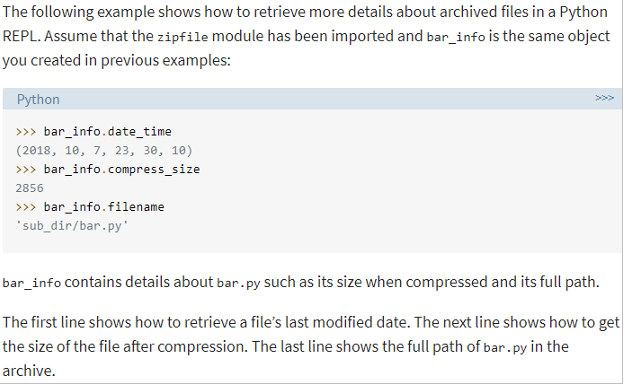 The following example shows how to retrieve more details about archived files in a Python
REPL. Assume that the zipfile module has been imported and bar_info is the same object
you created in previous examples:
Python >>>
>>> bar_info.date_time
(2018, 10, 7, 23, 30, 10)
>>> bar_info.compress_size
2856
>>> bar_info.filename
'sub_dir/bar.py'
bar_info contains details about bar.py such as its size when compressed and its full path.
The first line shows how to retrieve a file’s last modified date. The next line shows how to get
the size of the file after compression. The last line shows the full path of bar.py in the
archive.